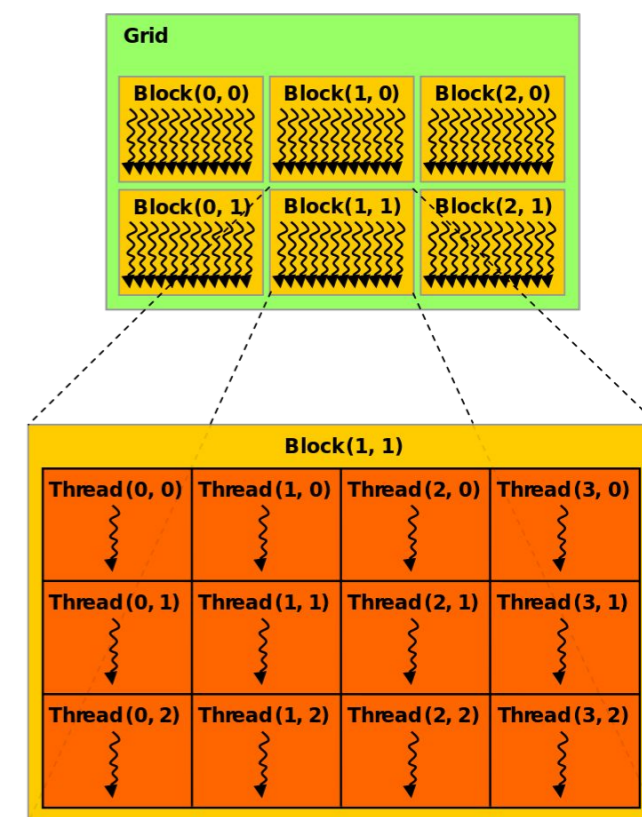 Grid
Block(0, 0) Block(1, 0) Block(2, 0)
Block(0, 1) Block(1, 1) Block(2, 1)
Block(1, 1)
Thread(0, 0) Thread(1, 0) Thread(2, 0) Thread(3, 0)
Thread(0, 1) Thread(1, 1) Thread(2, 1) Thread(3, 1)
Thread(0, 2) Thread(1, 2) Thread(2, 2) Thread(3, 2)